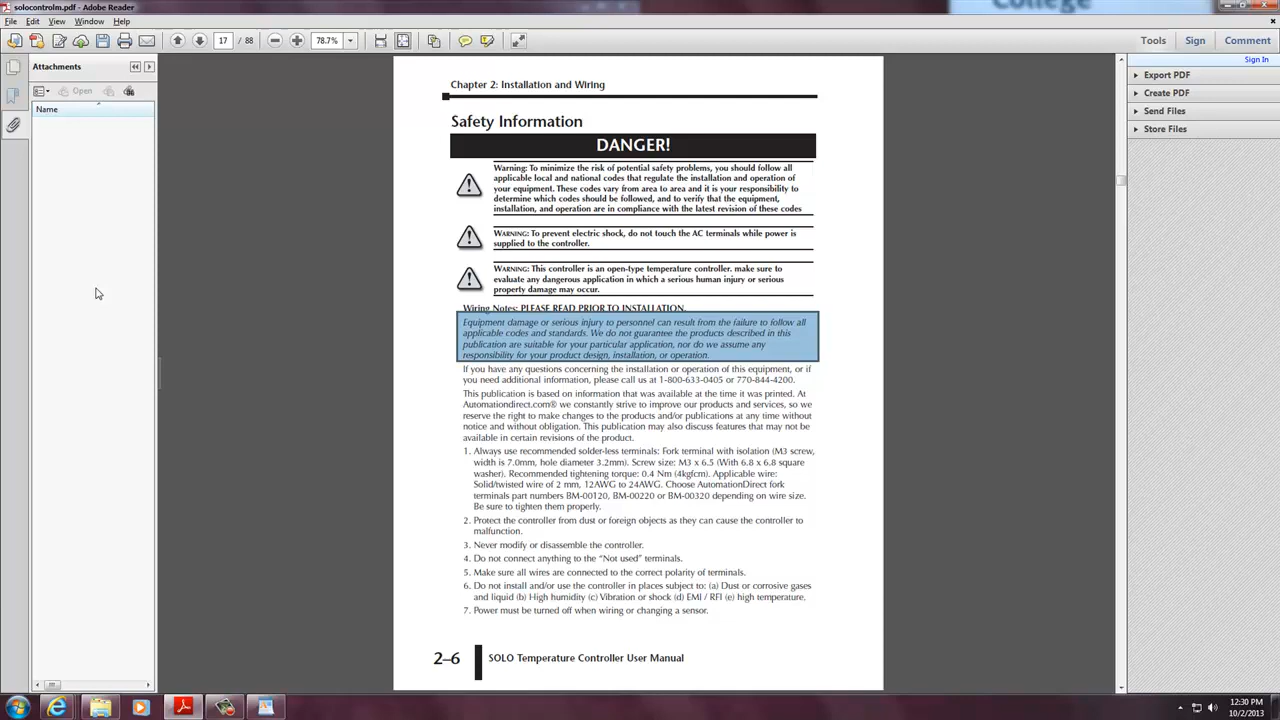 solocontrolm.pdf - Adobe Reader
College
File Edit View Window Help
17 / 88 78.7% Tools Sign Comment
Attachments
Sign In
Open
Name
Export PDF
Create PDF
Send Files
Store Files
Chapter 2: Installation and Wiring
Safety Information
DANGER!
Warning: To minimize the risk of potential safety problems, you should follow all
applicable local and national codes that regulate the installation and operation of
your equipment. These codes vary from area to area and it is your responsibility to
determine which codes should be followed, and to verify that the equipment,
installation, and operation are in compliance with the latest revision of these codes
WARNING: To prevent electric shock, do not touch the AC terminals while power is
supplied to the controller.
WARNING: This controller is an open-type temperature controller. make sure to
evaluate any dangerous application in which a serious human injury or serious
property damage may occur.
Wiring Notes: PLEASE READ PRIOR TO INSTALLATION.
Equipment damage or serious injury to personnel can result from the failure to follow all
applicable codes and standards. We do not guarantee the products described in this
publication are suitable for your particular application, nor do we assume any
responsibility for your product design, installation, or operation.
If you have any questions concerning the installation or operation of this equipment, or if
you need additional information, please call us at 1-800-633-0405 or 770-844-4200.
This publication is based on information that was available at the time it was printed. At
Automationdirect.com® we constantly strive to improve our products and services, so we
reserve the right to make changes to the products and/or publications at any time without
notice and without obligation. This publication may also discuss features that may not be
available in certain revisions of the product.
1. Always use recommended solder-less terminals: Fork terminal with isolation (M3 screw,
width is 7.0mm, hole diameter 3.2mm). Screw size: M3 x 6.5 (With 6.8 x 6.8 square
washer). Recommended tightening torque: 0.4 Nm (4kgfcm). Applicable wire:
Solid/twisted wire of 2 mm, 12AWG to 24AWG. Choose AutomationDirect fork
terminals part numbers BM-00120, BM-00220 or BM-00320 depending on wire size.
Be sure to tighten them properly.
2. Protect the controller from dust or foreign objects as they can cause the controller to
malfunction.
3. Never modify or disassemble the controller.
4. Do not connect anything to the "Not used" terminals.
5. Make sure all wires are connected to the correct polarity of terminals.
6. Do not install and/or use the controller in places subject to: (a) Dust or corrosive gases
and liquid (b) High humidity (c) Vibration or shock (d) EMI / RFI (e) high temperature.
7. Power must be turned off when wiring or changing a sensor.
2–6 SOLO Temperature Controller User Manual
12:30 PM
10/2/2013